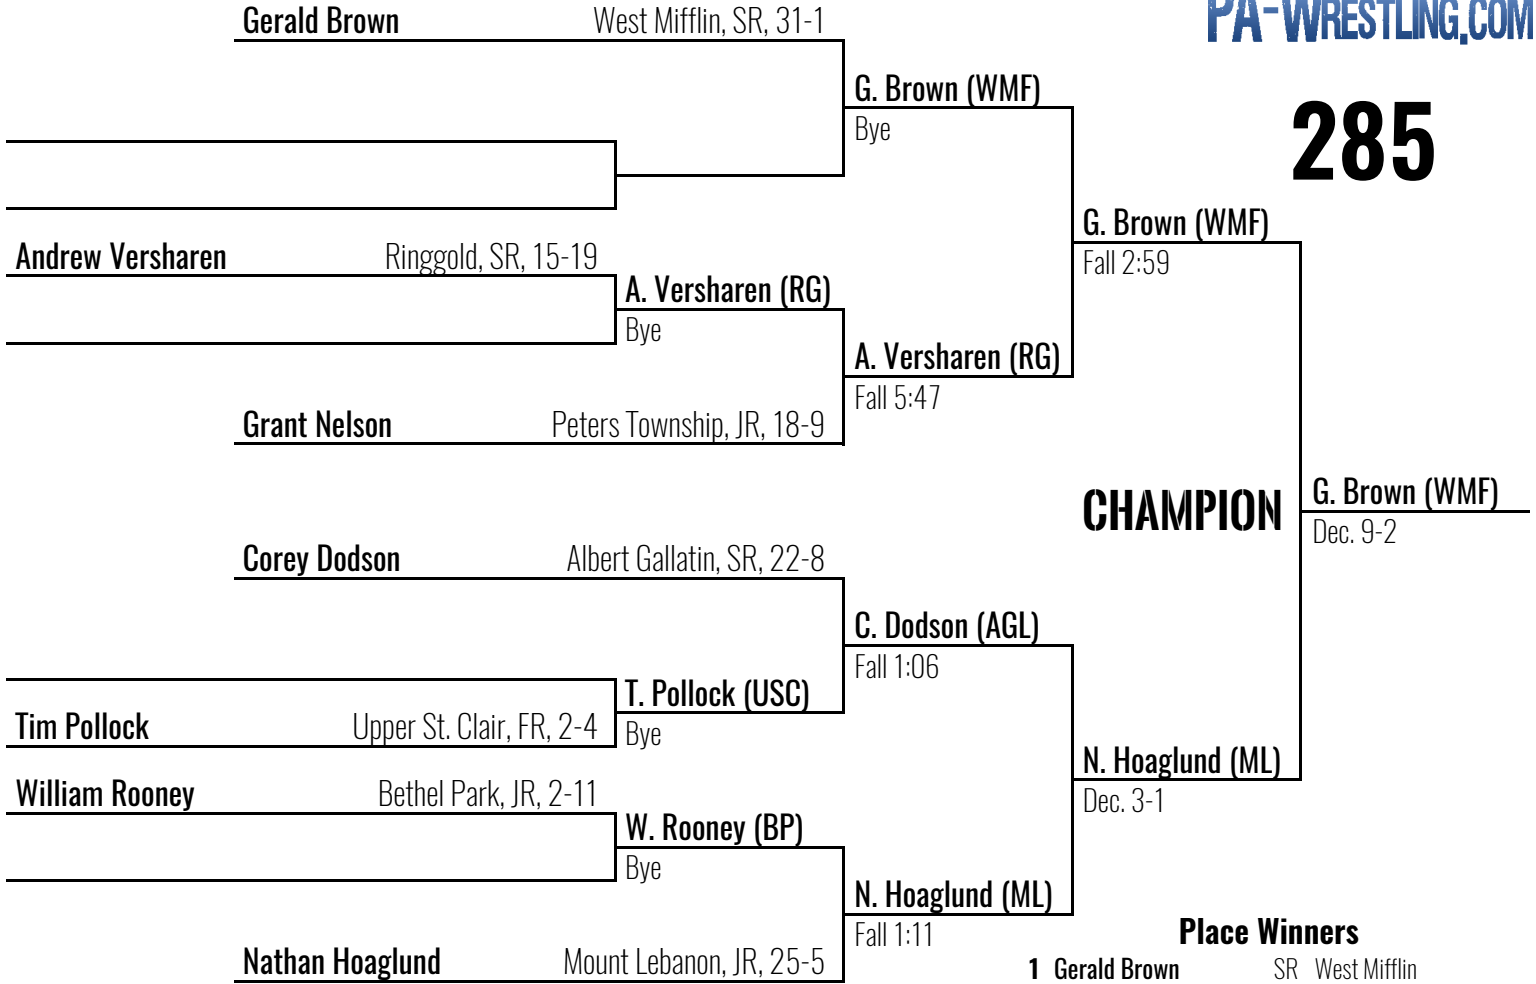 Gerald Brown West Mifflin, SR, 31-1
PA-WRESTLING.COM
G. Brown (WMF)
Bye
285
G. Brown (WMF)
Fall 2:59
Andrew Versharen Ringgold, SR, 15-19
A. Versharen (RG)
Bye
A. Versharen (RG)
Fall 5:47
Grant Nelson Peters Township, JR, 18-9
CHAMPION
G. Brown (WMF)
Dec. 9-2
Corey Dodson Albert Gallatin, SR, 22-8
C. Dodson (AGL)
Fall 1:06
T. Pollock (USC)
Bye
Tim Pollock Upper St. Clair, FR, 2-4
N. Hoaglund (ML)
Dec. 3-1
William Rooney Bethel Park, JR, 2-11
W. Rooney (BP)
Bye
N. Hoaglund (ML)
Fall 1:11
Nathan Hoaglund Mount Lebanon, JR, 25-5
Place Winners
1 Gerald Brown SR West Mifflin